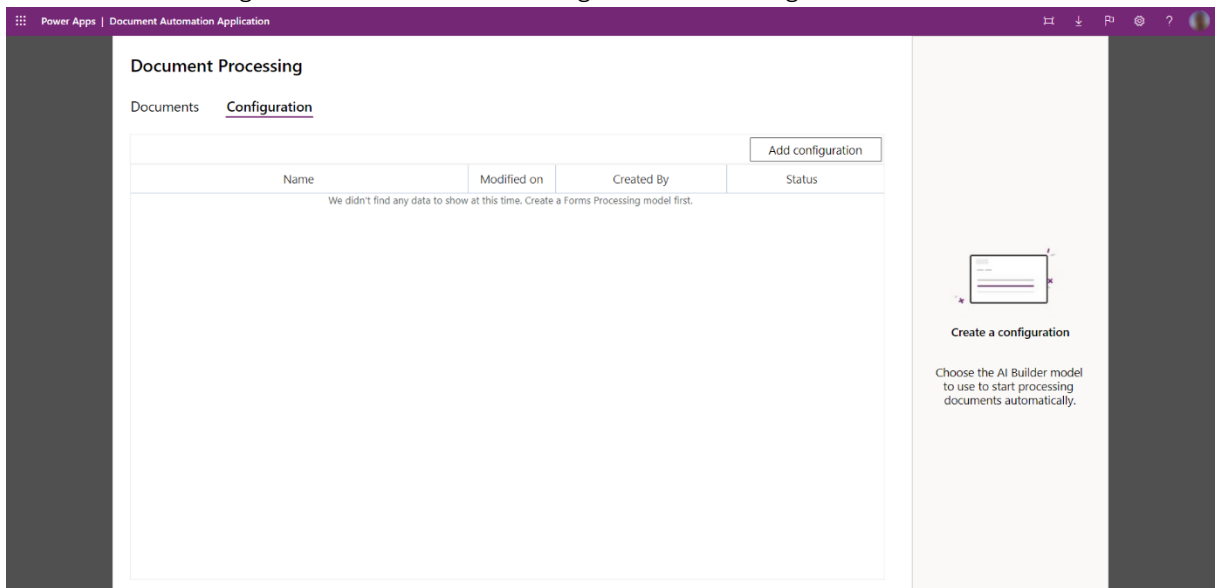 Power Apps | Document Automation Application
?
Document Processing
Documents Configuration
Add configuration
Name Modified on Created By Status
We didn't find any data to show at this time. Create a Forms Processing model first.
Create a configuration
Choose the AI Builder model
to use to start processing
documents automatically.